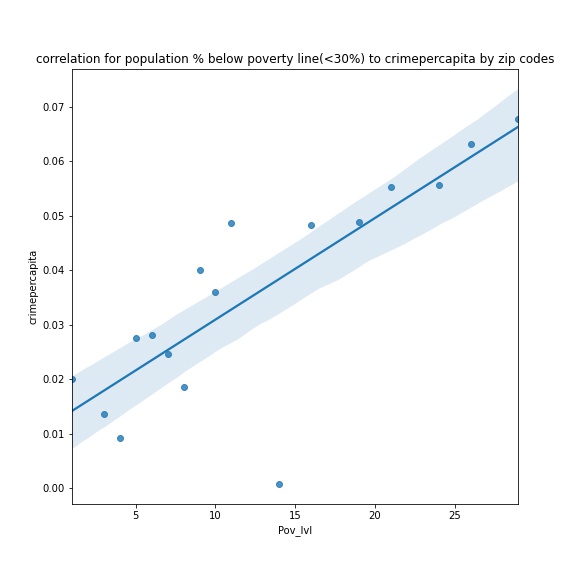 correlation for population % below poverty line(<30%) to crimepercapita by zip codes
0.07
0.06
0.05
0.04
0.03
0.02
0.01
0.00
crimepercapita
5 10 15 20 25
Pov_lvl